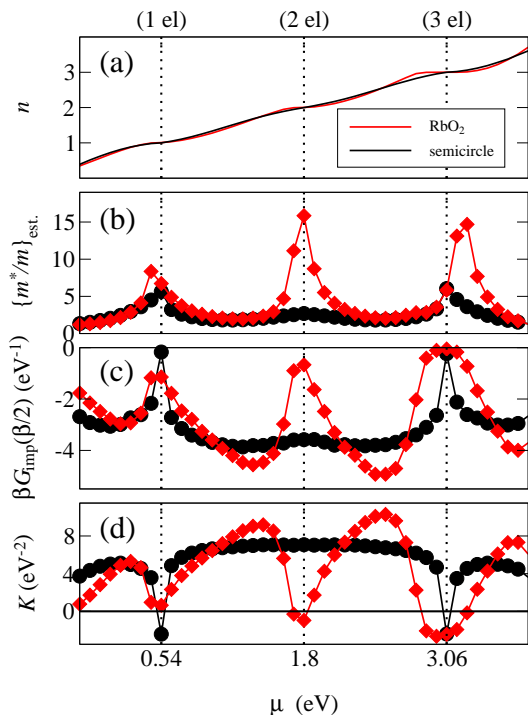 (1 el) (2 el) (3 el)
(a)
n
3
2
1
RbO₂
semicircle
(b)
{m*/m}est.
15
10
5
0
(c)
βGimp(β/2) (eV⁻¹)
0
-2
-4
(d)
K (eV⁻²)
8
4
0
0.54 1.8 3.06
μ (eV)